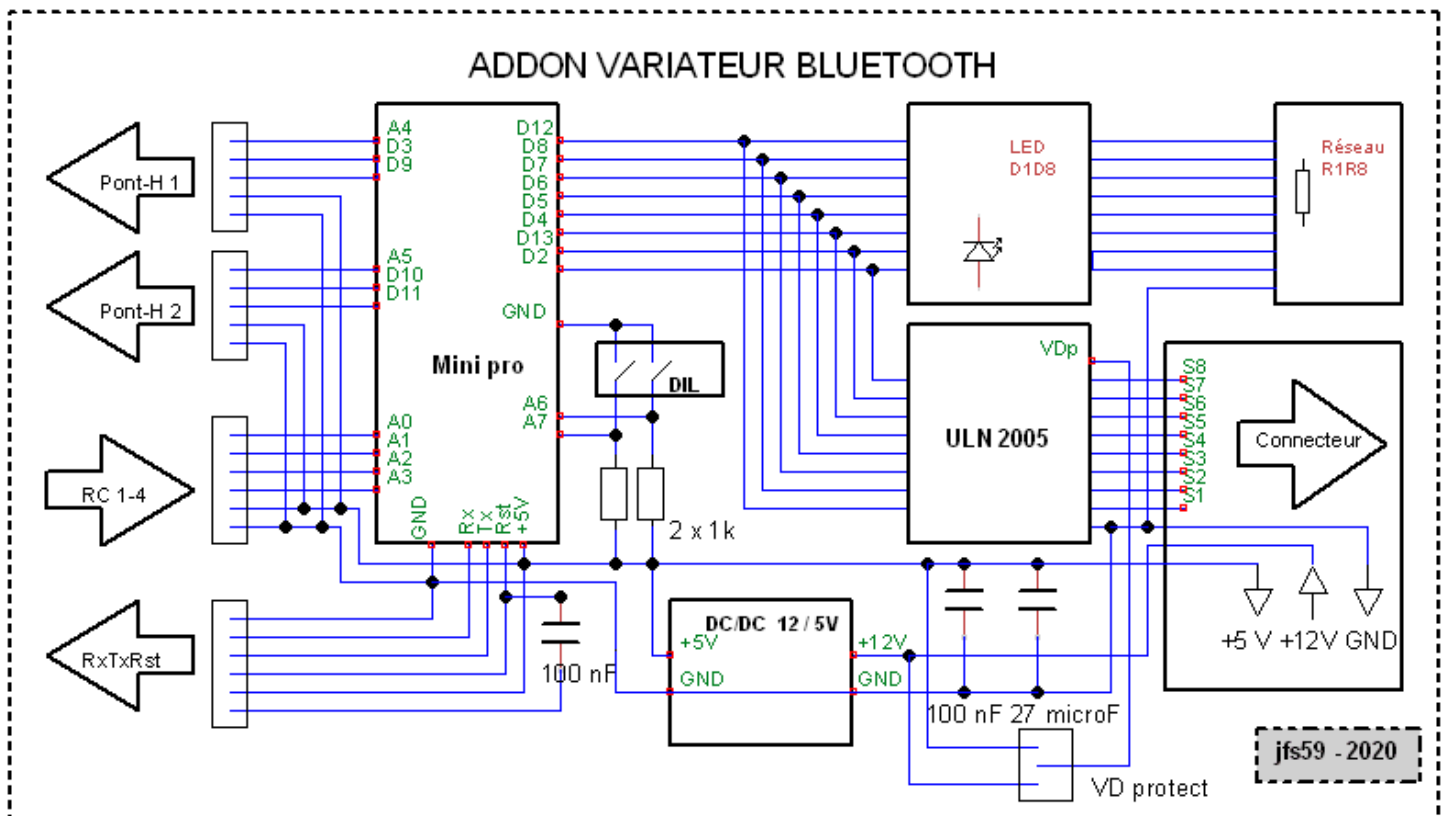 ADDON VARIATEUR BLUETOOTH
Pont-H 1
Pont-H 2
RC 1-4
RxTxRst
A4
D3
D9
A5
D10
D11
A0
A1
A2
A3
GND
Rx
Tx
Rst
+5V
Mini pro
D12
D8
D7
D6
D5
D4
D13
D2
GND
A6
A7
DIL
2 x 1k
100 nF
LED
D1D8
Réseau
R1R8
VDp
ULN 2005
S8
S7
S6
S5
S4
S3
S2
S1
Connecteur
+5 V +12V GND
DC/DC 12 / 5V
+5V
GND
+12V
GND
100 nF 27 microF
VD protect
jfs59 - 2020